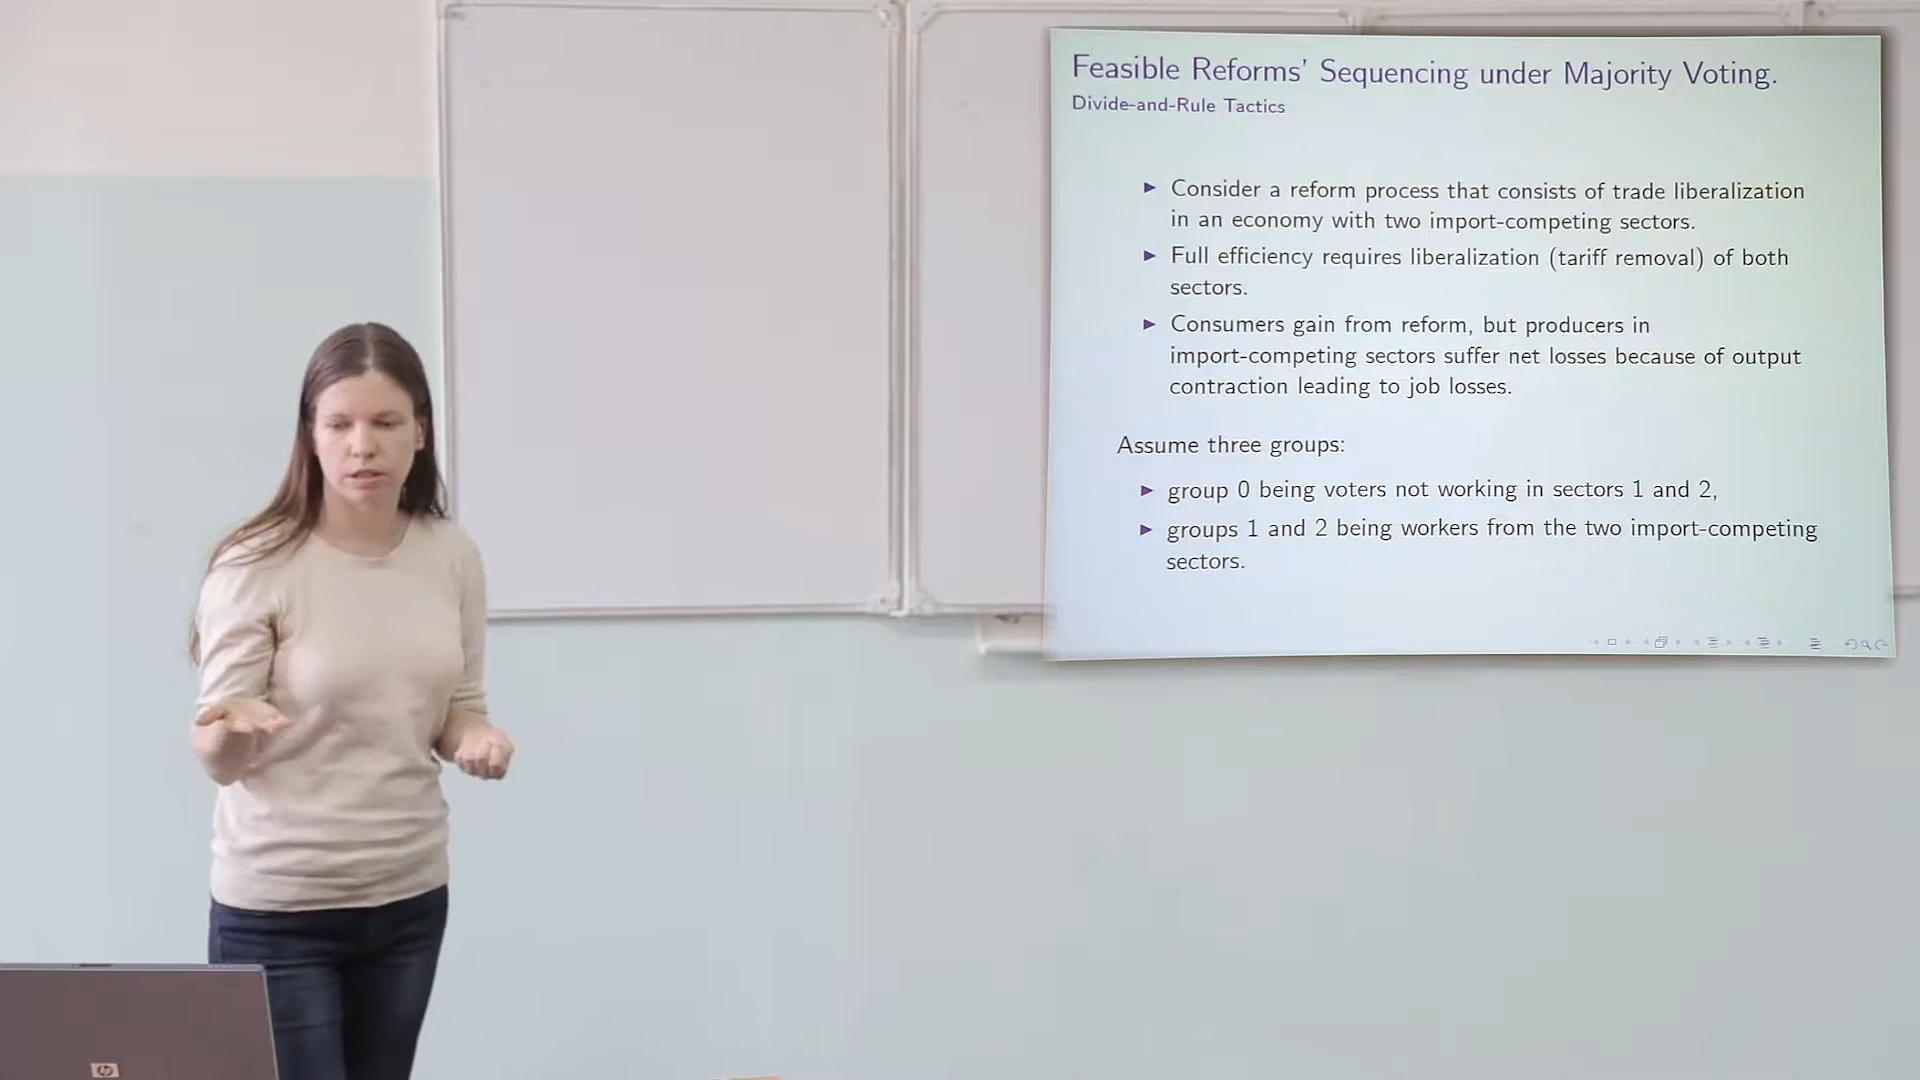 Feasible Reforms' Sequencing under Majority Voting.
Divide-and-Rule Tactics
Consider a reform process that consists of trade liberalization
in an economy with two import-competing sectors.
Full efficiency requires liberalization (tariff removal) of both
sectors.
Consumers gain from reform, but producers in
import-competing sectors suffer net losses because of output
contraction leading to job losses.
Assume three groups:
group 0 being voters not working in sectors 1 and 2,
groups 1 and 2 being workers from the two import-competing
sectors.
hp